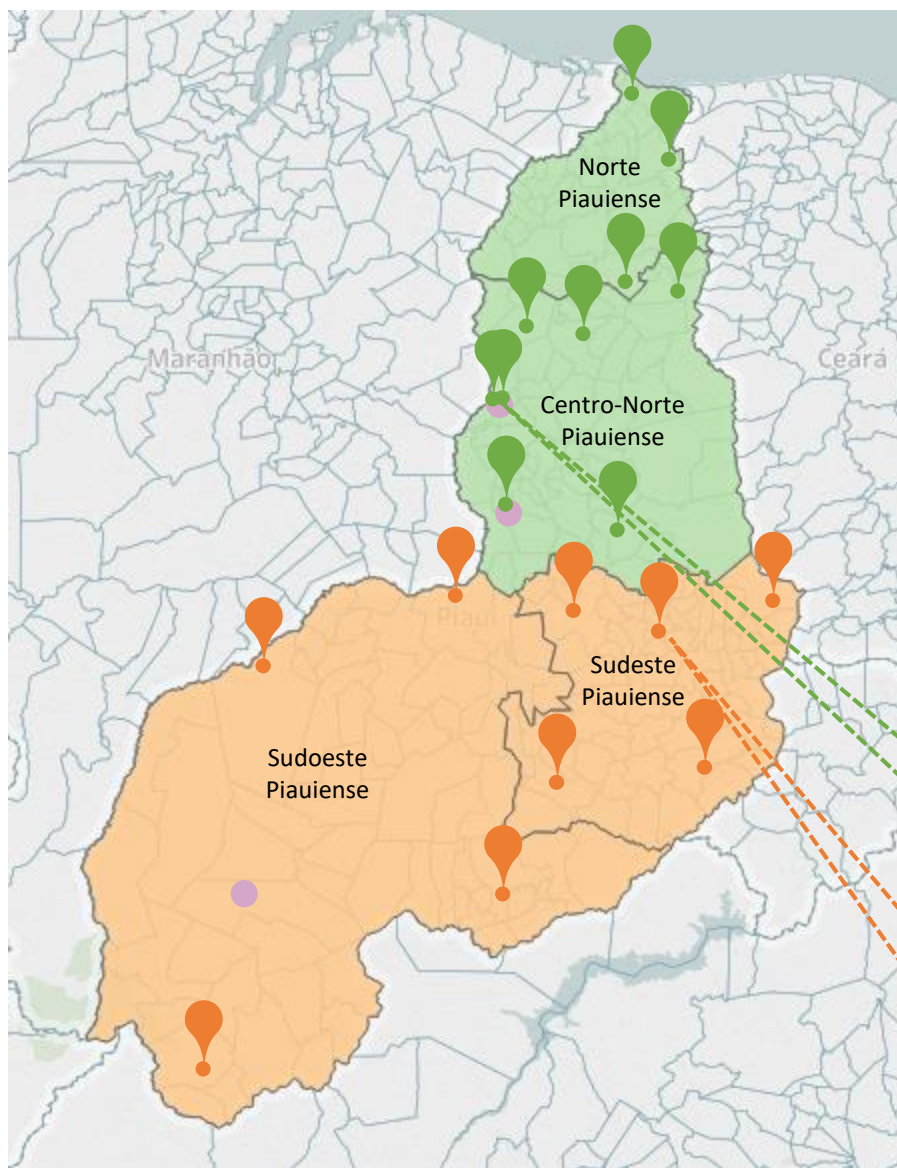 Norte
Piauiense
Maranhão
Ceará
Centro-Norte
Piauiense
Piauí
Sudeste
Piauiense
Sudoeste
Piauiense